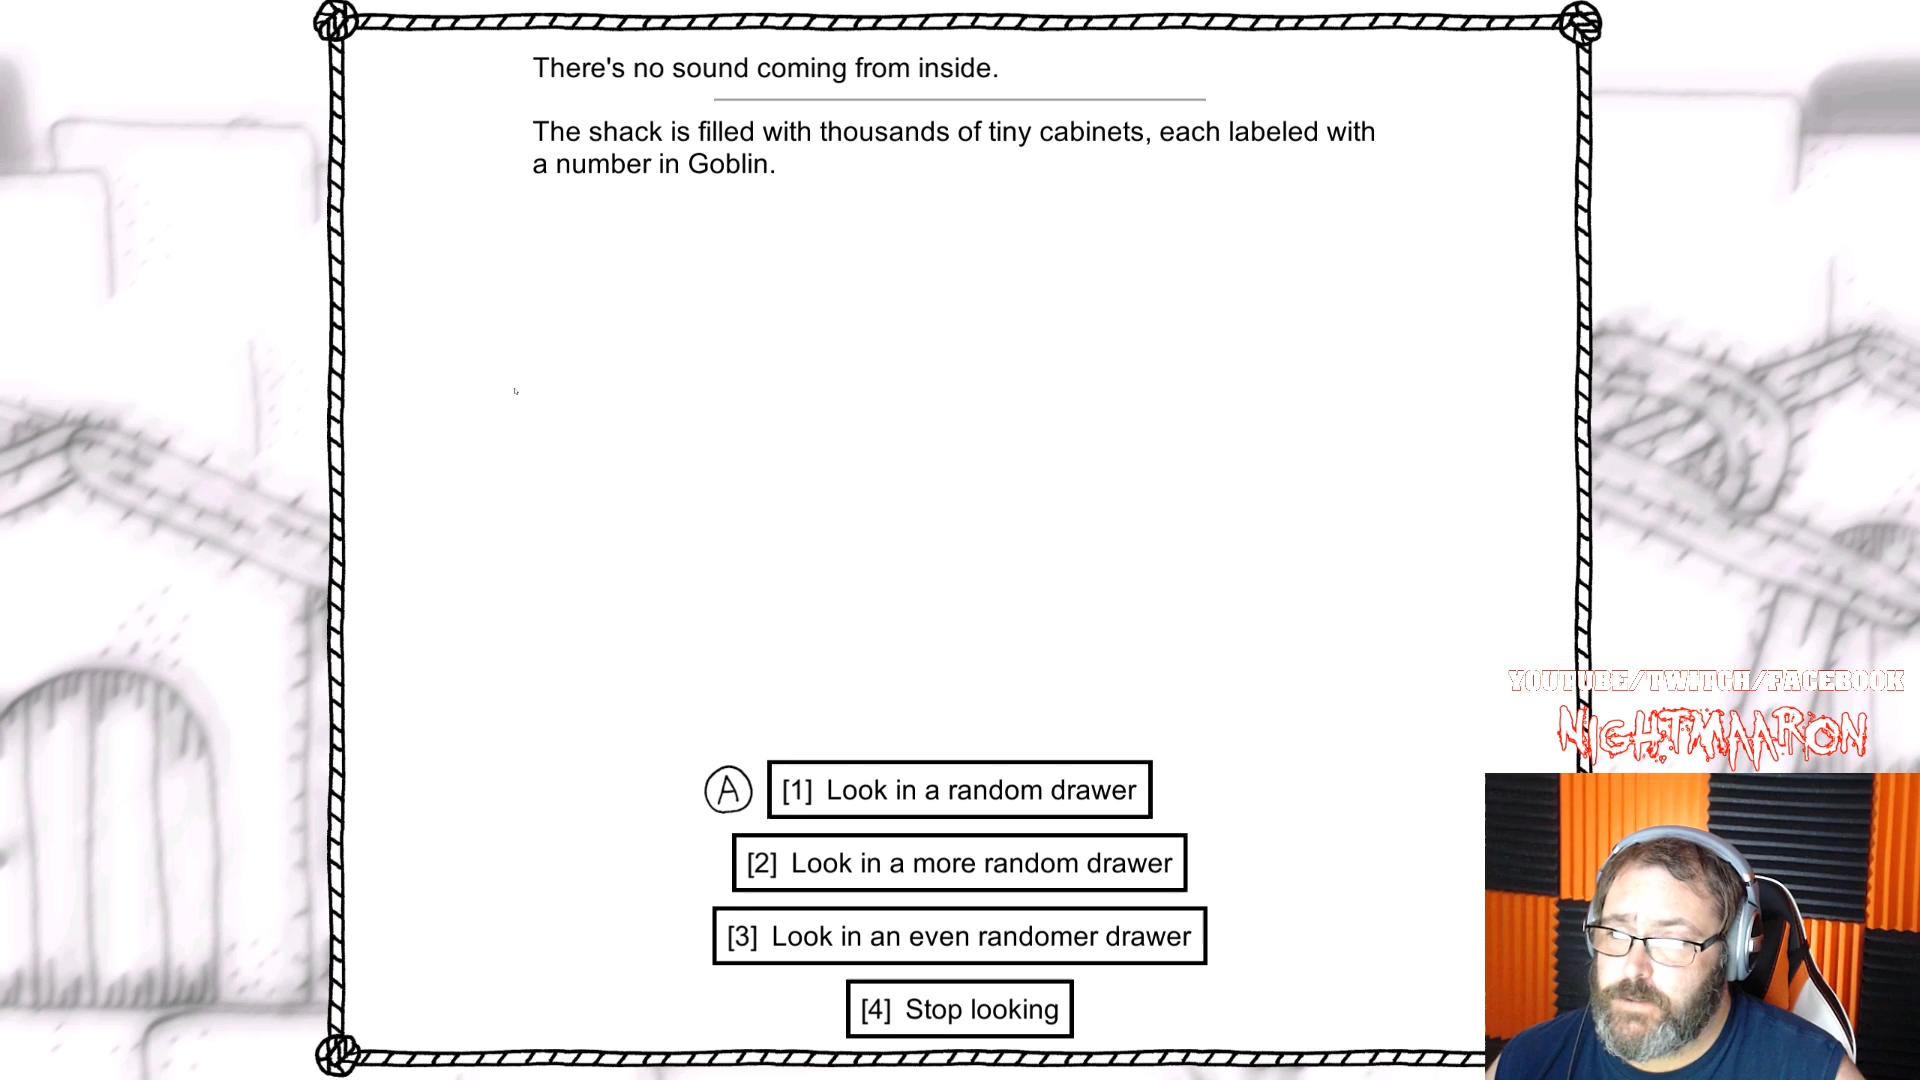 There's no sound coming from inside.
The shack is filled with thousands of tiny cabinets, each labeled with
a number in Goblin.
A [1] Look in a random drawer
[2] Look in a more random drawer
[3] Look in an even randomer drawer
[4] Stop looking
YOUTUBE/TWITCH/FACEBOOK
NIGHTMAARON